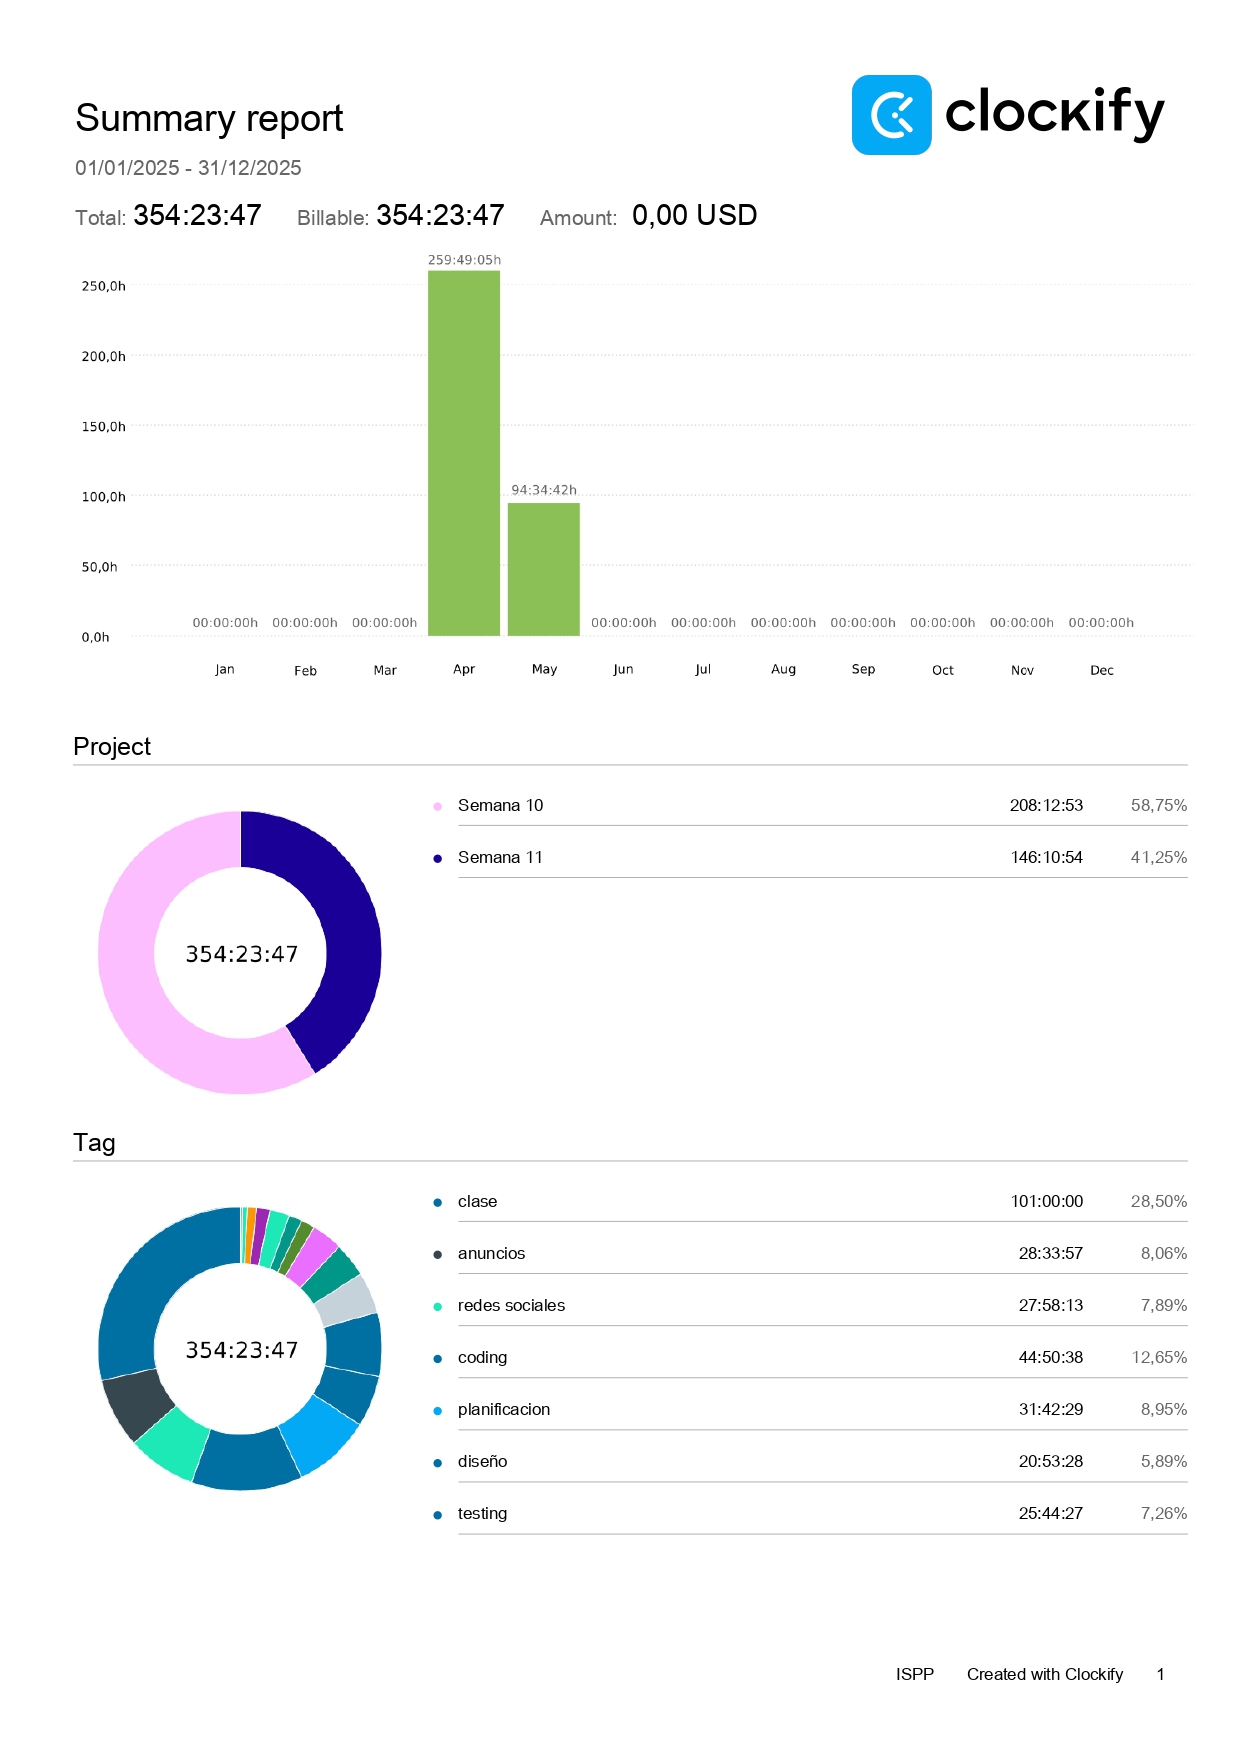 Summary report
clockify
01/01/2025 - 31/12/2025
Total: 354:23:47 Billable: 354:23:47 Amount: 0,00 USD
259:49:05h
250,0h
200,0h
150,0h
100,0h
94:34:42h
50,0h
00:00:00h 00:00:00h 00:00:00h 00:00:00h 00:00:00h 00:00:00h 00:00:00h 00:00:00h 00:00:00h 00:00:00h
0,0h
Jan Feb Mar Apr May Jun Jul Aug Sep Oct Nov Dec
Project
Semana 10 208:12:53 58,75%
Semana 11 146:10:54 41,25%
354:23:47
Tag
clase 101:00:00 28,50%
anuncios 28:33:57 8,06%
redes sociales 27:58:13 7,89%
354:23:47
coding 44:50:38 12,65%
planificacion 31:42:29 8,95%
diseño 20:53:28 5,89%
testing 25:44:27 7,26%
ISPP Created with Clockify 1